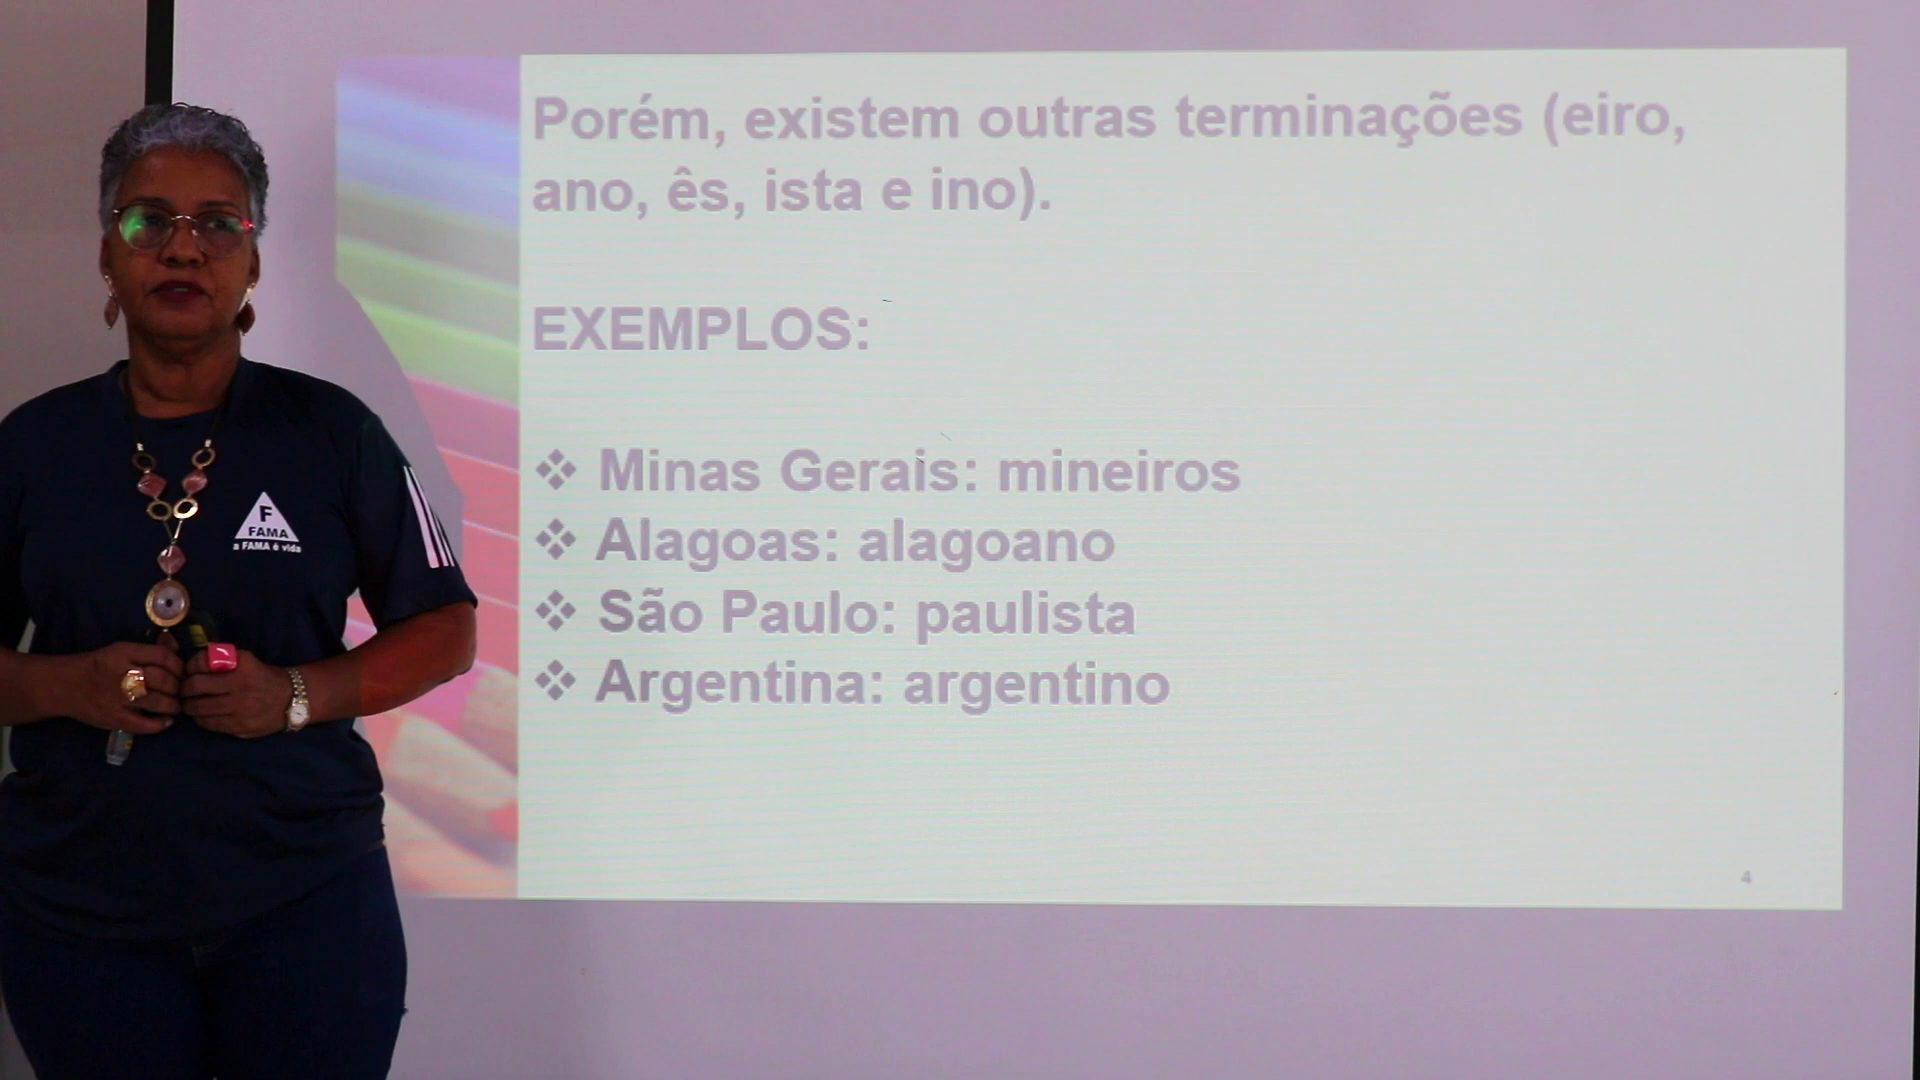 Porém, existem outras terminações (eiro,
ano, ês, ista e ino).
EXEMPLOS:
❖ Minas Gerais: mineiros
❖ Alagoas: alagoano
❖ São Paulo: paulista
❖ Argentina: argentino
4
F
FAMA
a FAMA é vida